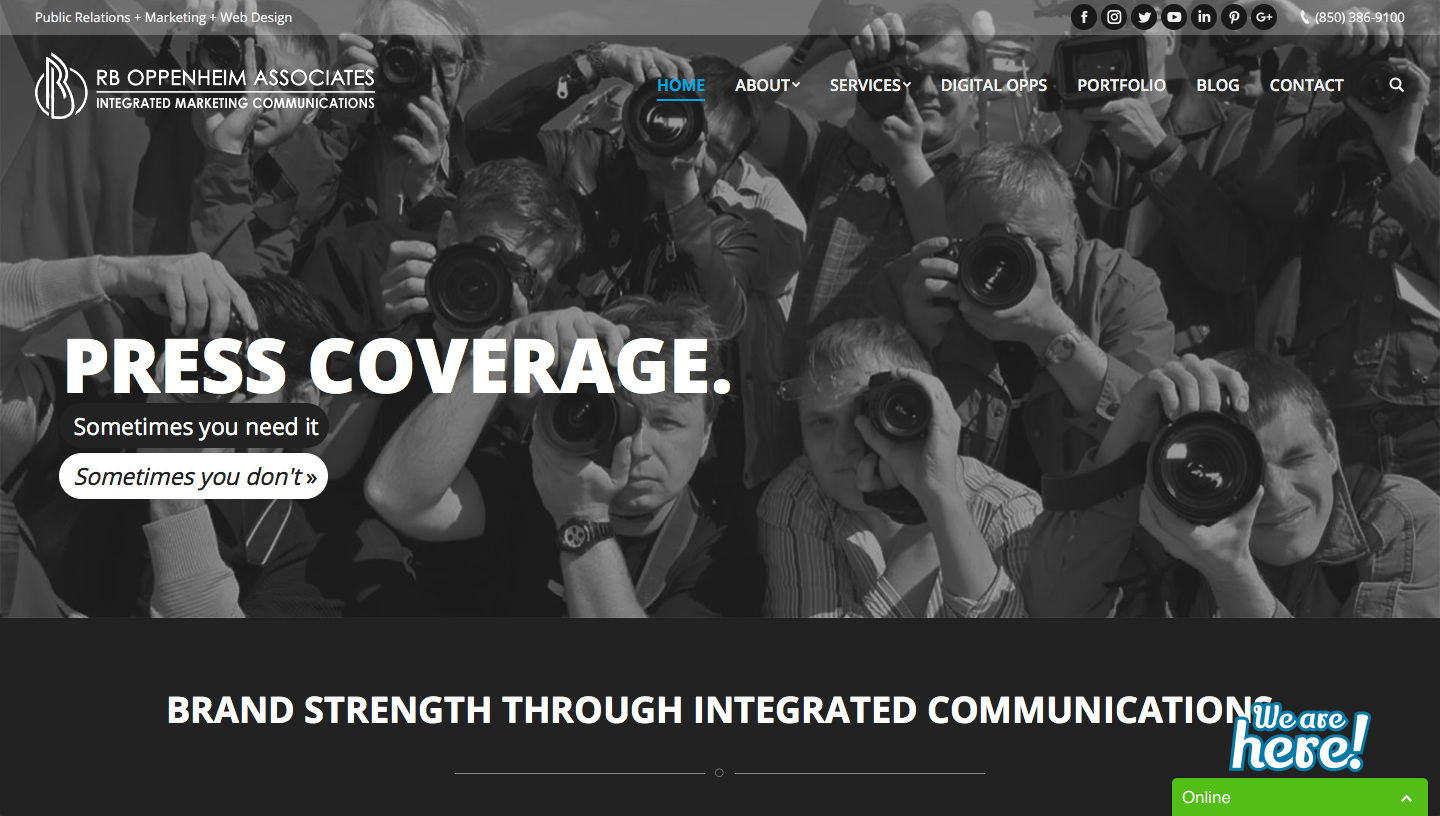 Public Relations + Marketing + Web Design
(850) 386-9100
RB OPPENHEIM ASSOCIATES
INTEGRATED MARKETING COMMUNICATIONS
HOME ABOUT SERVICES DIGITAL OPPS PORTFOLIO BLOG CONTACT
PRESS COVERAGE.
Sometimes you need it
Sometimes you don't »
BRAND STRENGTH THROUGH INTEGRATED COMMUNICATIONS
We are
here!
Online